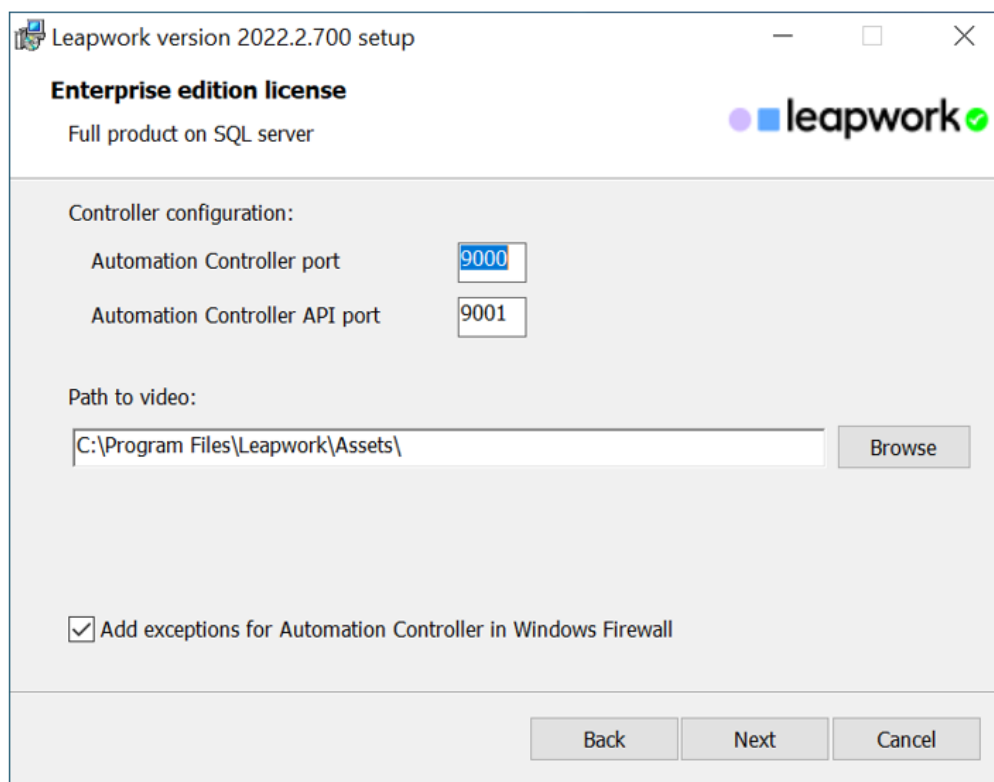 Leapwork version 2022.2.700 setup
Enterprise edition license
Full product on SQL server
leapwork
Controller configuration:
Automation Controller port 9000
Automation Controller API port 9001
Path to video:
C:\Program Files\Leapwork\Assets\ Browse
Add exceptions for Automation Controller in Windows Firewall
Back Next Cancel